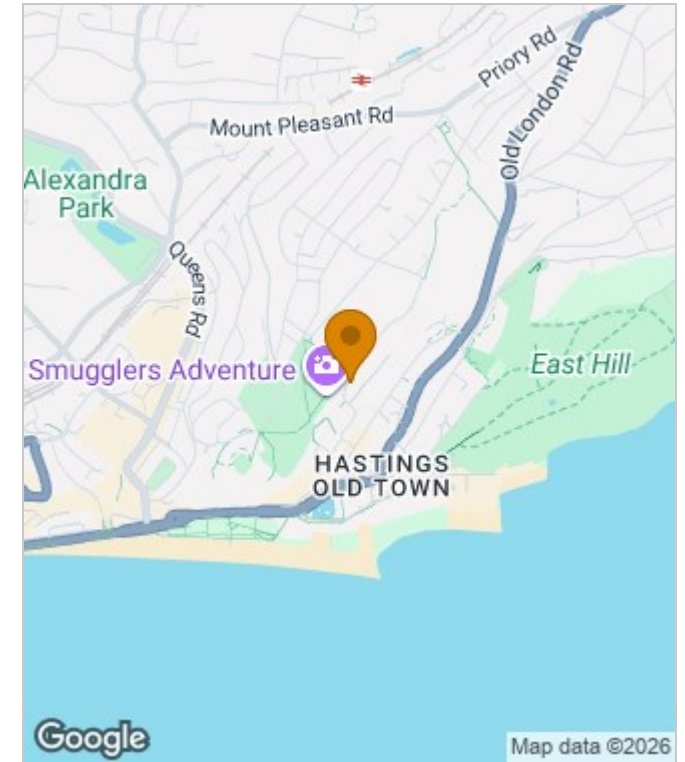 Priory Rd
Mount Pleasant Rd
Old London Rd
Alexandra
Park
Queens Rd
Smugglers Adventure
East Hill
HASTINGS
OLD TOWN
Google
Map data ©2026